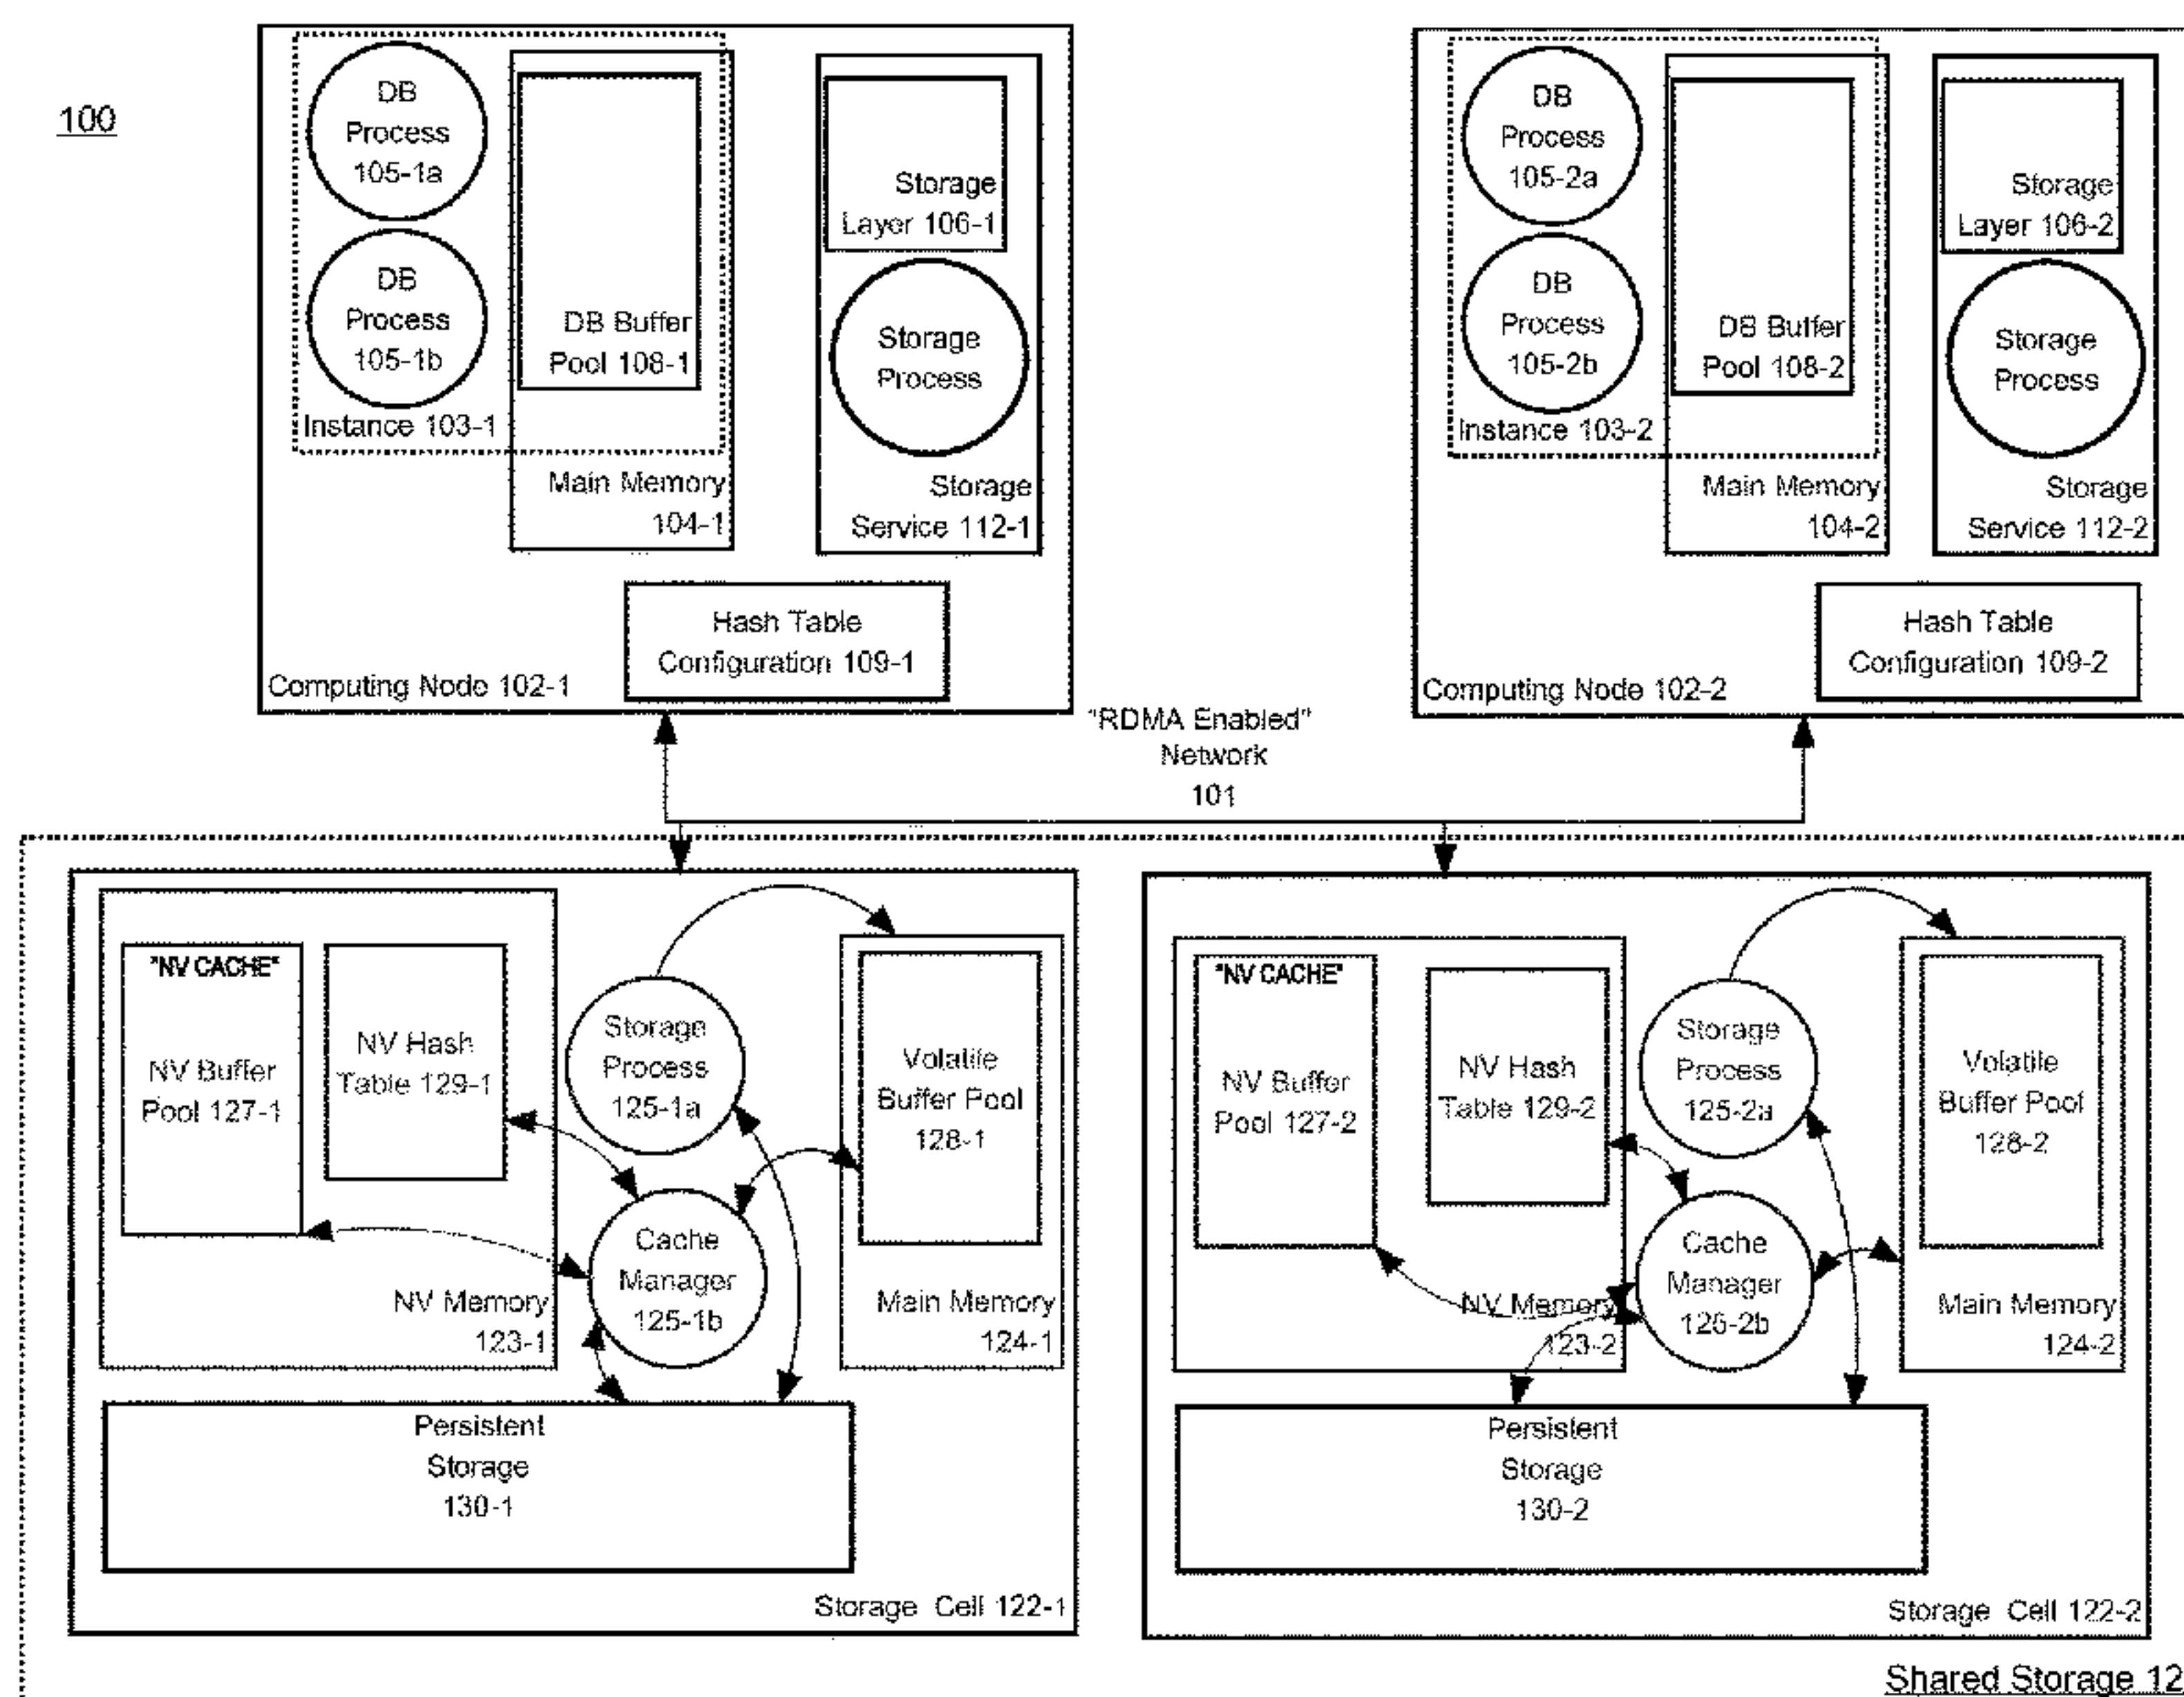 100
DB
Process
105-1a
DB
Process
105-1b
Instance 103-1
DB Buffer
Pool 108-1
Main Memory
104-1
Storage
Layer 106-1
Storage
Process
Storage
Service 112-1
Hash Table
Configuration 109-1
Computing Node 102-1
DB
Process
105-2a
DB
Process
105-2b
Instance 103-2
DB Buffer
Pool 108-2
Main Memory
104-2
Storage
Layer 106-2
Storage
Process
Storage
Service 112-2
Hash Table
Configuration 109-2
Computing Node 102-2
"RDMA Enabled"
Network
101
"NV CACHE"
NV Buffer
Pool 127-1
NV Hash
Table 129-1
NV Memory
123-1
Storage
Process
125-1a
Cache
Manager
125-1b
Volatile
Buffer Pool
128-1
Main Memory
124-1
Persistent
Storage
130-1
Storage Cell 122-1
"NV CACHE"
NV Buffer
Pool 127-2
NV Hash
Table 129-2
NV Memory
123-2
Storage
Process
125-2a
Cache
Manager
125-2b
Volatile
Buffer Pool
128-2
Main Memory
124-2
Persistent
Storage
130-2
Storage Cell 122-2
Shared Storage 12